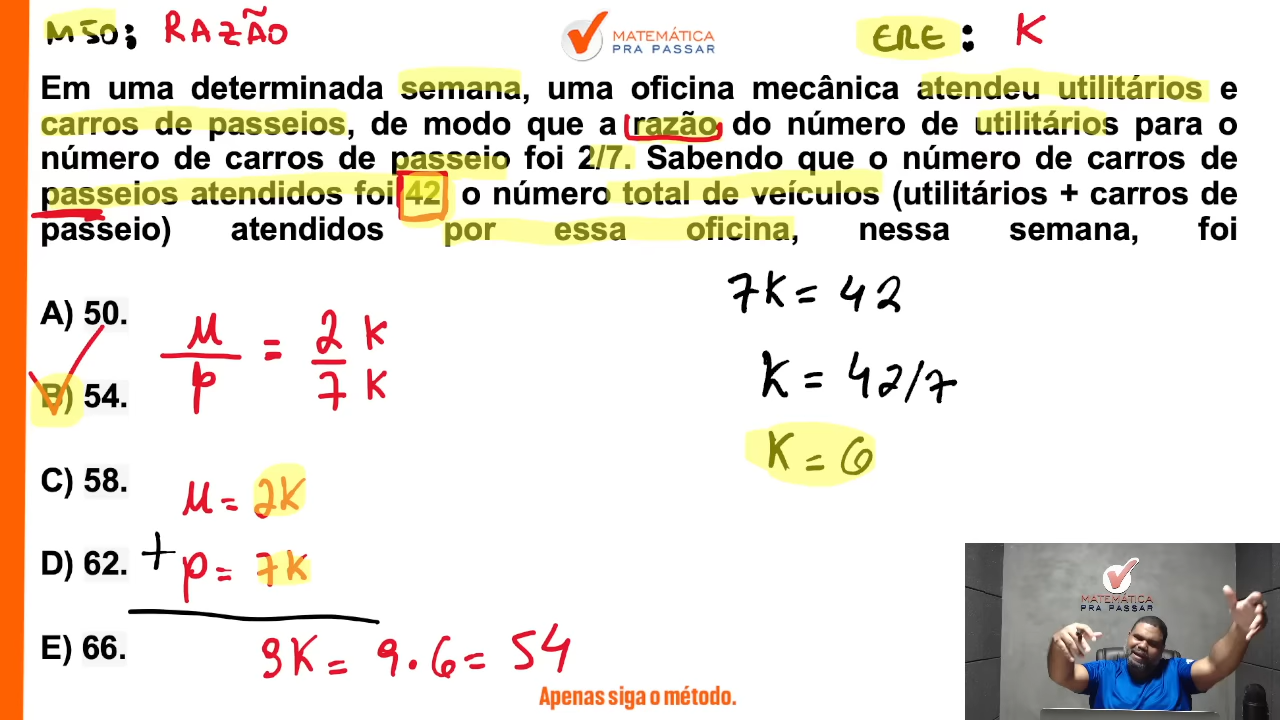 M50: RAZÃO
MATEMÁTICA
PRA PASSAR
ERE: K
Em uma determinada semana, uma oficina mecânica atendeu utilitários e
carros de passeios, de modo que a razão do número de utilitários para o
número de carros de passeio foi 2/7. Sabendo que o número de carros de
passeios atendidos foi 42 o número total de veículos (utilitários + carros de
passeio) atendidos por essa oficina, nessa semana, foi
7K = 42
A) 50.
μ/p = 2K/7K
K = 42/7
B) 54.
K = 6
C) 58.
μ = 2K
D) 62.
+ p = 7K
E) 66.
9K = 9.6 = 54
Apenas siga o método.
MATEMÁTICA
PRA PASSAR